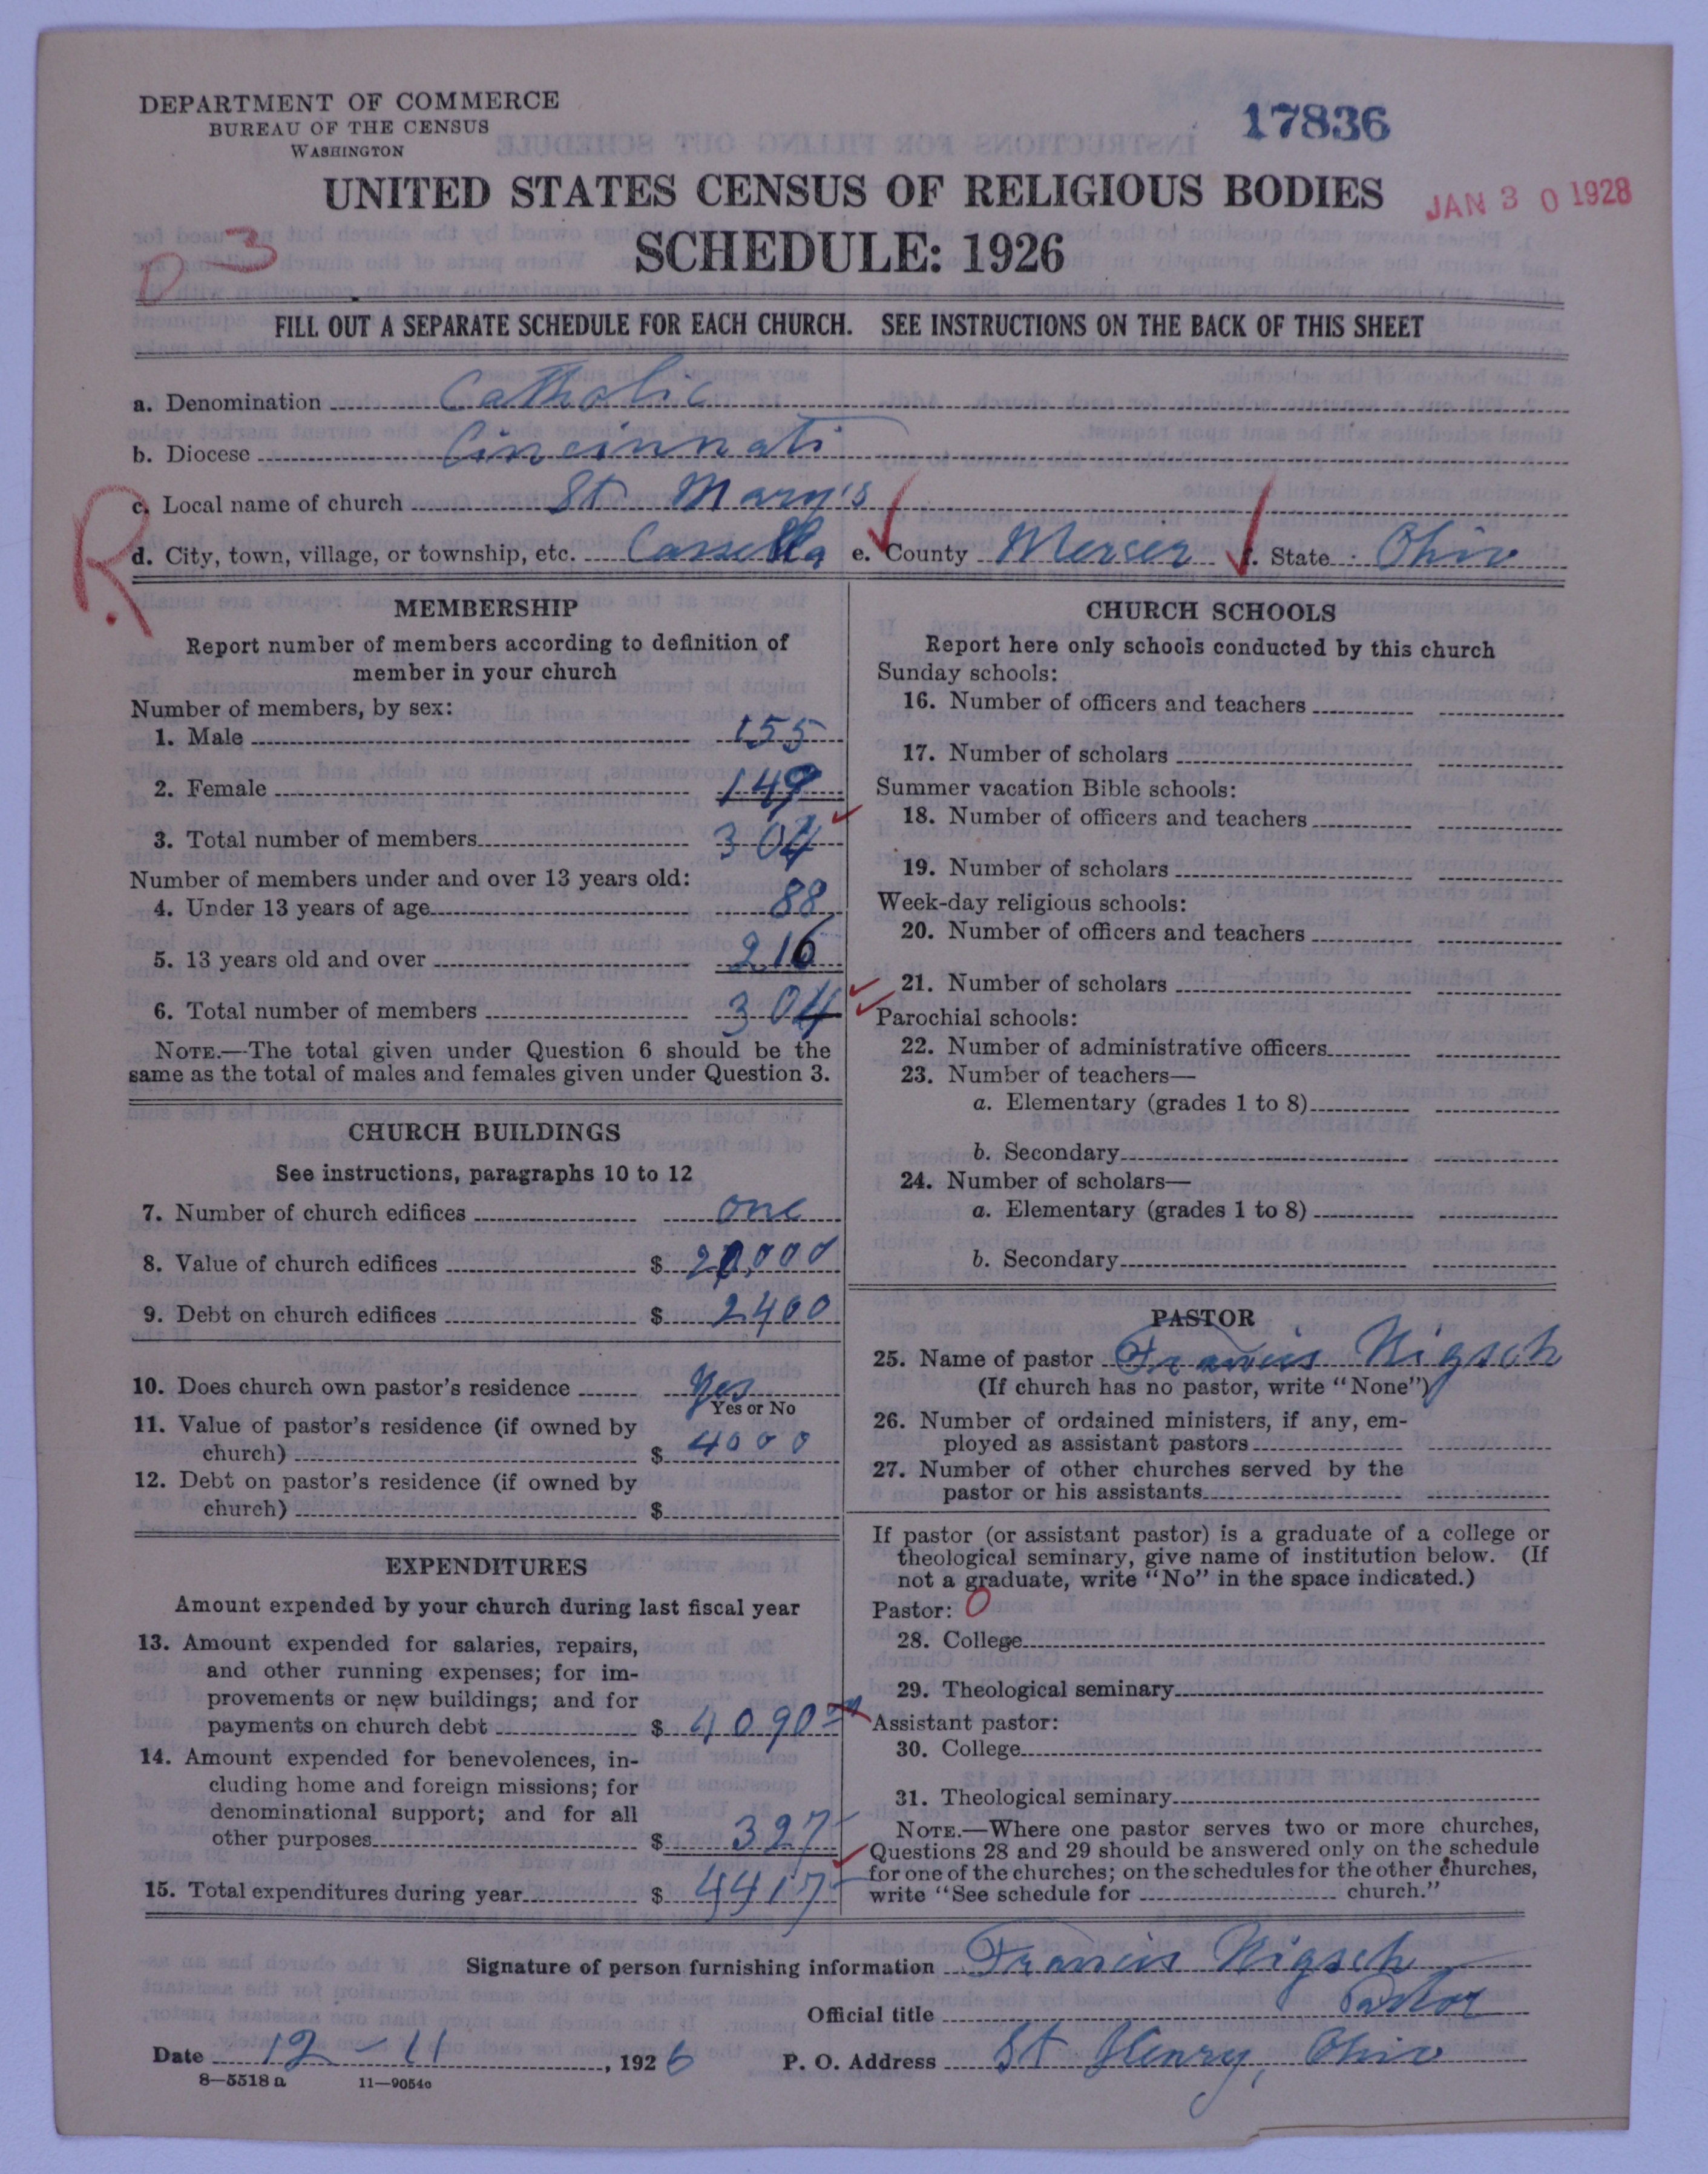 DEPARTMENT OF COMMERCE
BUREAU OF THE CENSUS
WASHINGTON
17836
UNITED STATES CENSUS OF RELIGIOUS BODIES
JAN 30 1928
SCHEDULE: 1926
0 3
FILL OUT A SEPARATE SCHEDULE FOR EACH CHURCH. SEE INSTRUCTIONS ON THE BACK OF THIS SHEET
a. Denomination Catholic
b. Diocese Cincinnati
c. Local name of church St Mary's
R
d. City, town, village, or township, etc. Cassella e. County Mercer f. State Ohio
MEMBERSHIP
Report number of members according to definition of
member in your church
Number of members, by sex:
1. Male 155
2. Female 149
3. Total number of members 304
Number of members under and over 13 years old:
4. Under 13 years of age 88
5. 13 years old and over 216
6. Total number of members 304
NOTE.—The total given under Question 6 should be the
same as the total of males and females given under Question 3.
CHURCH BUILDINGS
See instructions, paragraphs 10 to 12
7. Number of church edifices one
8. Value of church edifices $ 20,000
9. Debt on church edifices $ 2400
10. Does church own pastor's residence yes
Yes or No
11. Value of pastor's residence (if owned by
church) $ 4000
12. Debt on pastor's residence (if owned by
church) $
EXPENDITURES
Amount expended by your church during last fiscal year
13. Amount expended for salaries, repairs,
and other running expenses; for im-
provements or new buildings; and for
payments on church debt $ 4090
14. Amount expended for benevolences, in-
cluding home and foreign missions; for
denominational support; and for all
other purposes $ 327
15. Total expenditures during year $ 4417
CHURCH SCHOOLS
Report here only schools conducted by this church
Sunday schools:
16. Number of officers and teachers
17. Number of scholars
Summer vacation Bible schools:
18. Number of officers and teachers
19. Number of scholars
Week-day religious schools:
20. Number of officers and teachers
21. Number of scholars
Parochial schools:
22. Number of administrative officers
23. Number of teachers—
a. Elementary (grades 1 to 8)
b. Secondary
24. Number of scholars—
a. Elementary (grades 1 to 8)
b. Secondary
PASTOR
25. Name of pastor Francis Nigsch
(If church has no pastor, write "None")
26. Number of ordained ministers, if any, em-
ployed as assistant pastors
27. Number of other churches served by the
pastor or his assistants
If pastor (or assistant pastor) is a graduate of a college or
theological seminary, give name of institution below. (If
not a graduate, write "No" in the space indicated.)
Pastor: 0
28. College
29. Theological seminary
Assistant pastor:
30. College
31. Theological seminary
NOTE.—Where one pastor serves two or more churches,
Questions 28 and 29 should be answered only on the schedule
for one of the churches; on the schedules for the other churches,
write "See schedule for church."
Signature of person furnishing information Francis Nigsch
Official title Pastor
Date 12 - 11, 1926 P. O. Address St Henry, Ohio
8—5518 a 11—9054a